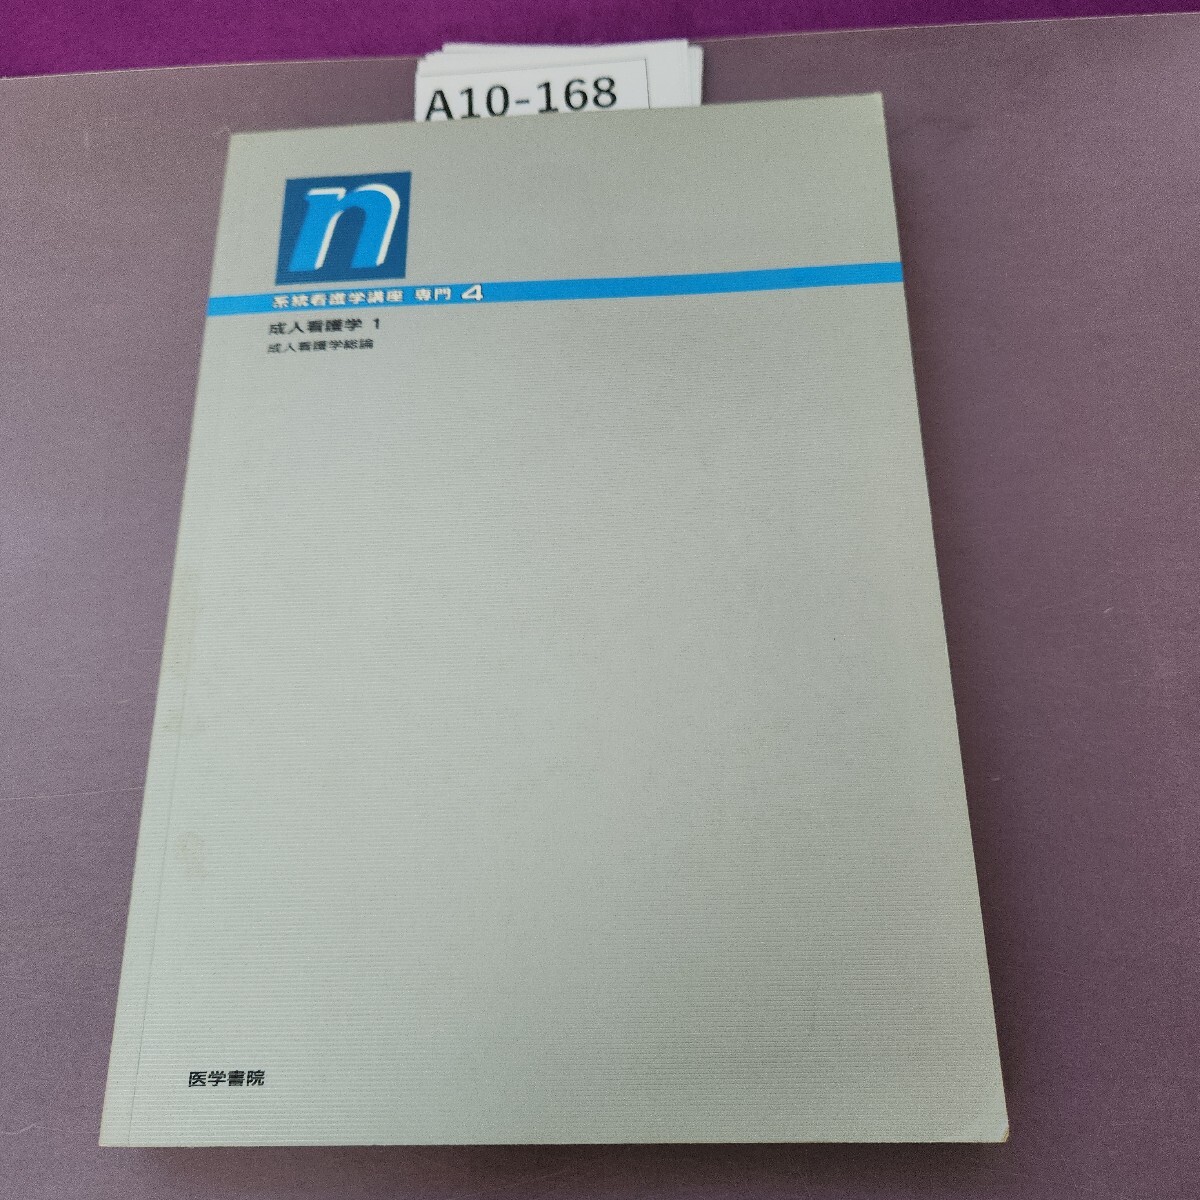 A10-168
n
系統看護学講座 専門 4
成人看護学 1
成人看護学総論
医学書院